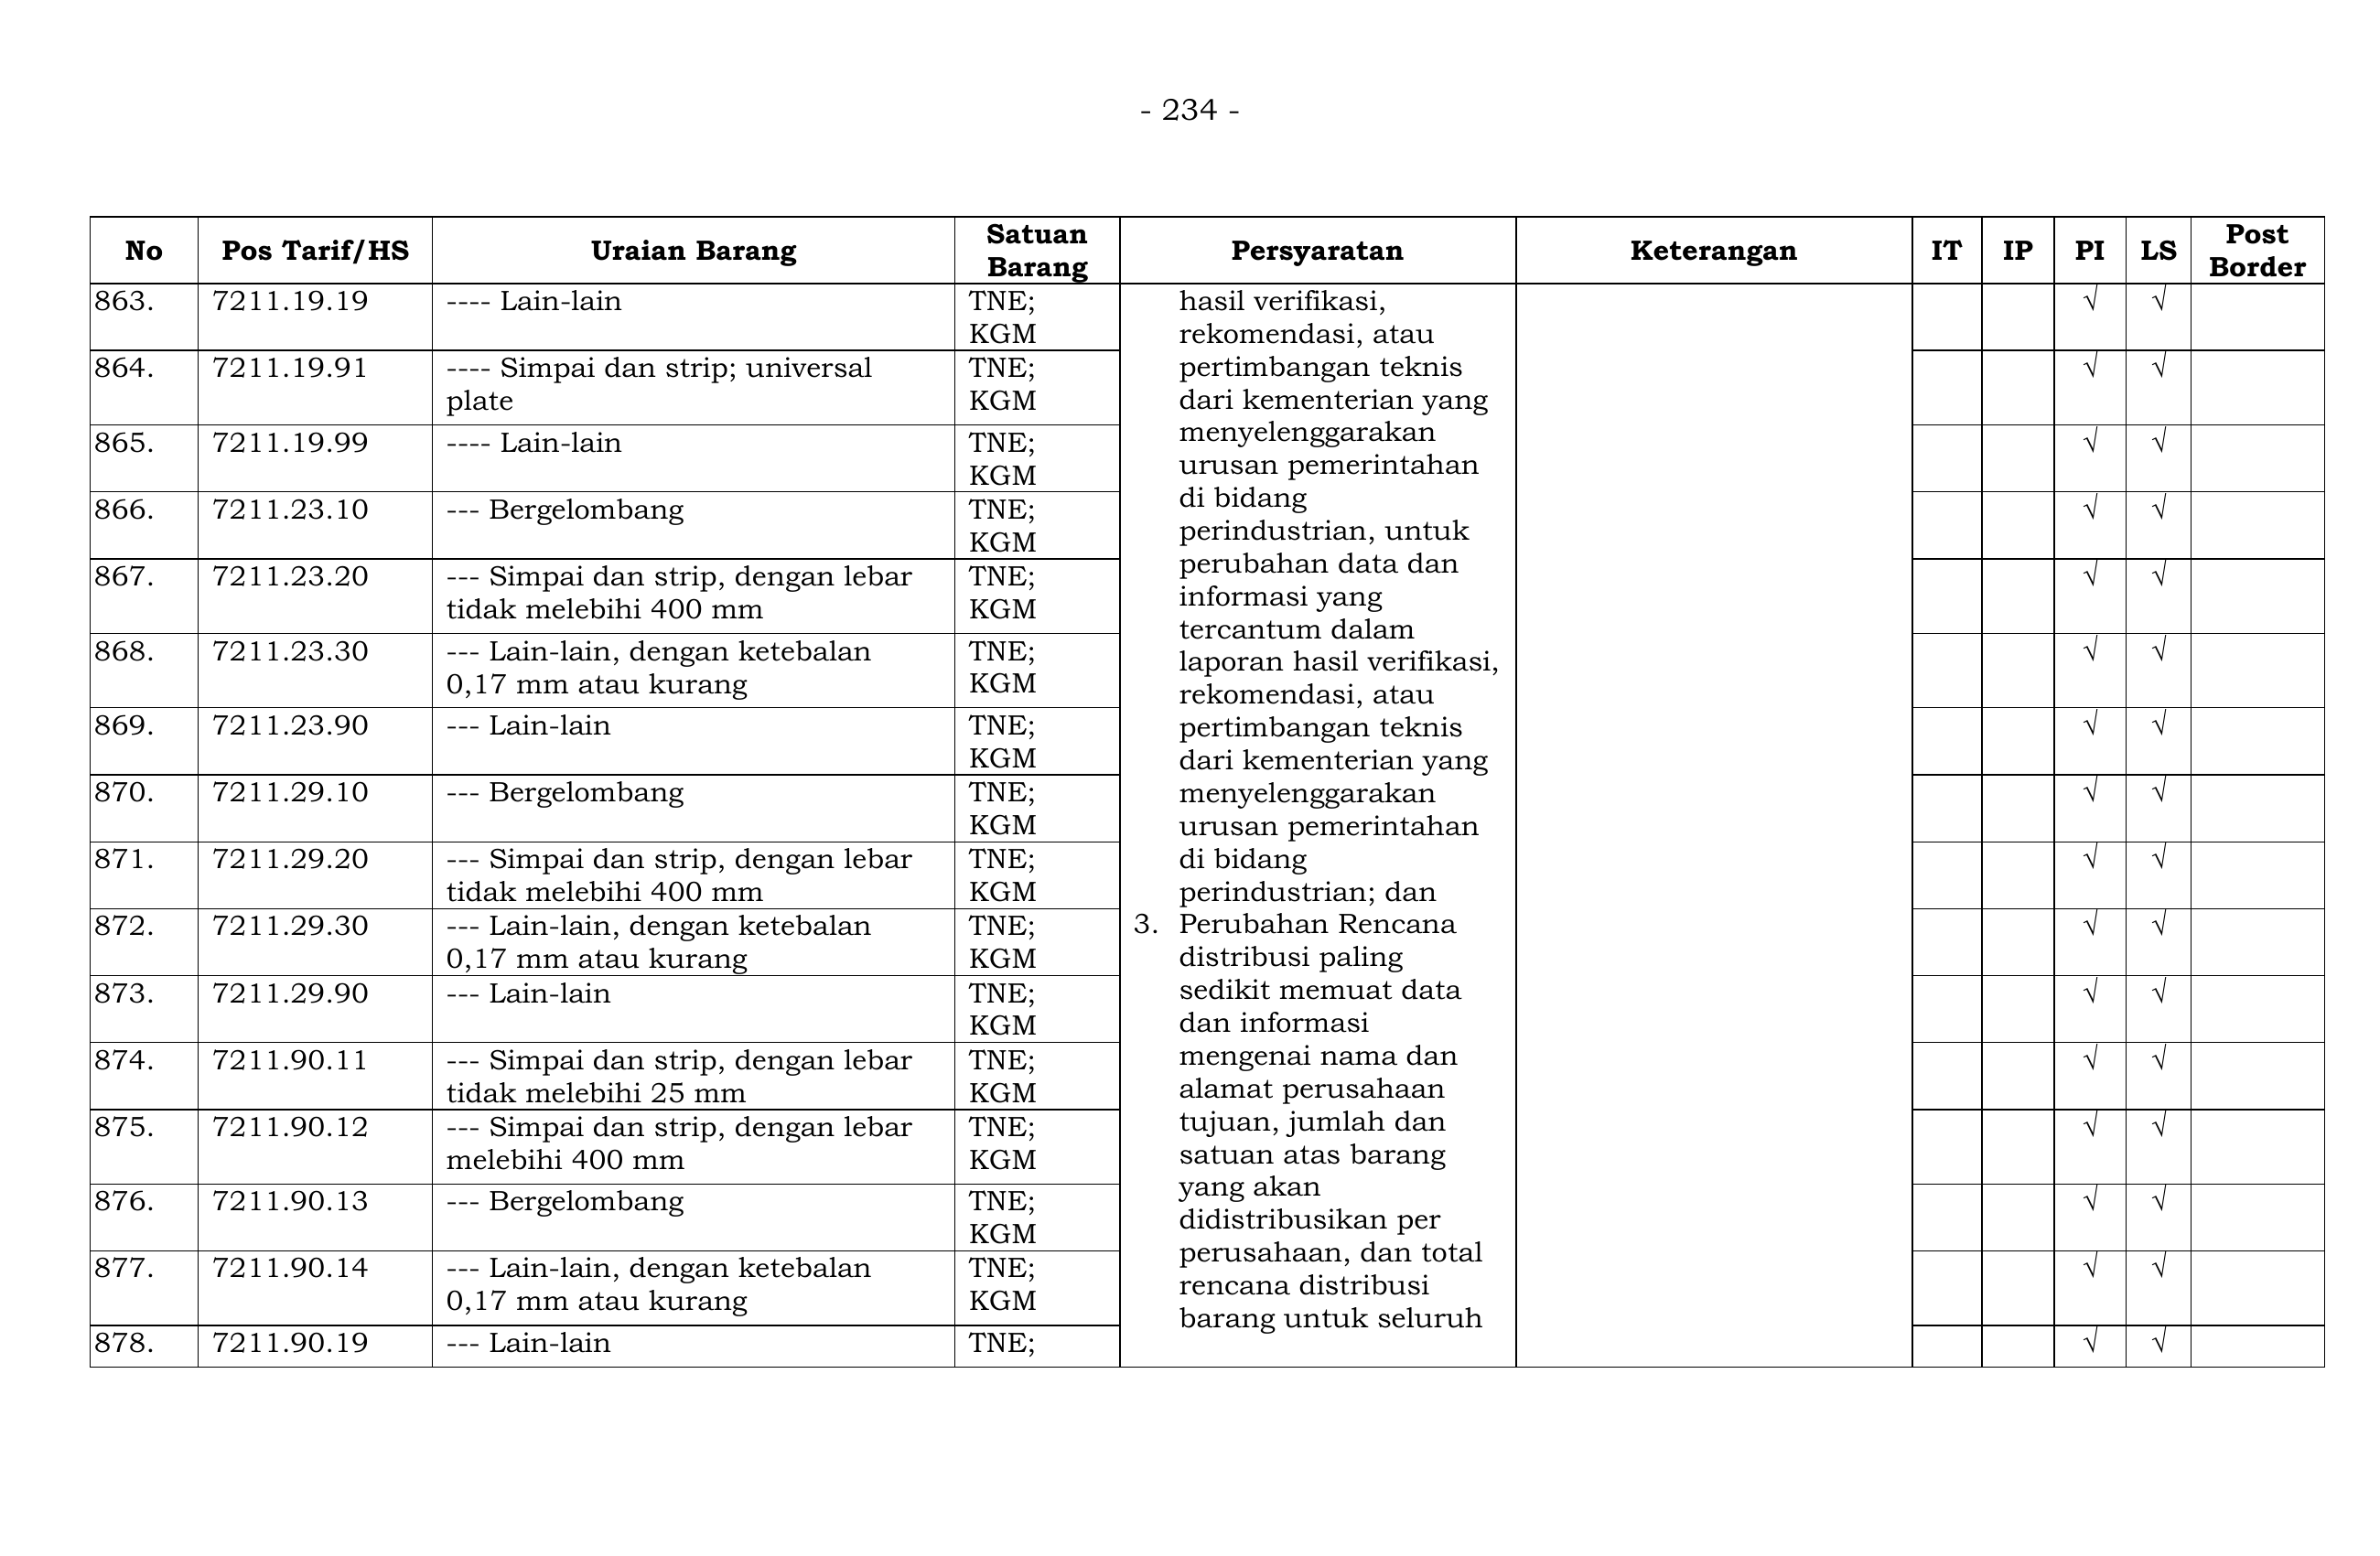 - 234 -
No Pos Tarif/HS Uraian Barang Satuan Barang Persyaratan Keterangan IT IP PI LS Post Border
863. 7211.19.19 ---- Lain-lain TNE;
KGM
√ √
864. 7211.19.91 ---- Simpai dan strip; universal TNE;
plate KGM
√ √
865. 7211.19.99 ---- Lain-lain TNE;
KGM
√ √
866. 7211.23.10 --- Bergelombang TNE;
KGM
√ √
867. 7211.23.20 --- Simpai dan strip, dengan lebar TNE;
tidak melebihi 400 mm KGM
√ √
868. 7211.23.30 --- Lain-lain, dengan ketebalan TNE;
0,17 mm atau kurang KGM
√ √
869. 7211.23.90 --- Lain-lain TNE;
KGM
√ √
870. 7211.29.10 --- Bergelombang TNE;
KGM
√ √
871. 7211.29.20 --- Simpai dan strip, dengan lebar TNE;
tidak melebihi 400 mm KGM
√ √
872. 7211.29.30 --- Lain-lain, dengan ketebalan TNE;
0,17 mm atau kurang KGM
√ √
873. 7211.29.90 --- Lain-lain TNE;
KGM
√ √
874. 7211.90.11 --- Simpai dan strip, dengan lebar TNE;
tidak melebihi 25 mm KGM
√ √
875. 7211.90.12 --- Simpai dan strip, dengan lebar TNE;
melebihi 400 mm KGM
√ √
876. 7211.90.13 --- Bergelombang TNE;
KGM
√ √
877. 7211.90.14 --- Lain-lain, dengan ketebalan TNE;
0,17 mm atau kurang KGM
√ √
878. 7211.90.19 --- Lain-lain TNE;
√ √
hasil verifikasi,
rekomendasi, atau
pertimbangan teknis
dari kementerian yang
menyelenggarakan
urusan pemerintahan
di bidang
perindustrian, untuk
perubahan data dan
informasi yang
tercantum dalam
laporan hasil verifikasi,
rekomendasi, atau
pertimbangan teknis
dari kementerian yang
menyelenggarakan
urusan pemerintahan
di bidang
perindustrian; dan
3. Perubahan Rencana
distribusi paling
sedikit memuat data
dan informasi
mengenai nama dan
alamat perusahaan
tujuan, jumlah dan
satuan atas barang
yang akan
didistribusikan per
perusahaan, dan total
rencana distribusi
barang untuk seluruh